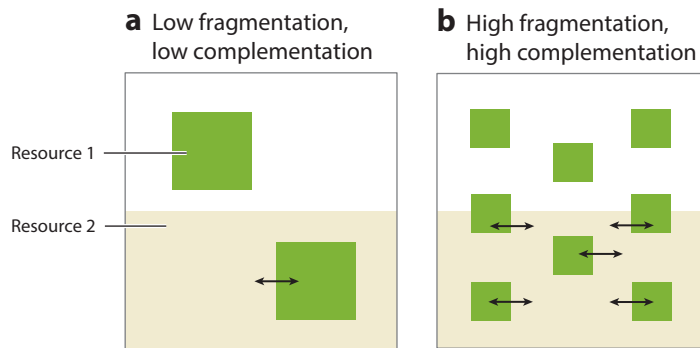 a Low fragmentation,
low complementation
b High fragmentation,
high complementation
Resource 1
Resource 2